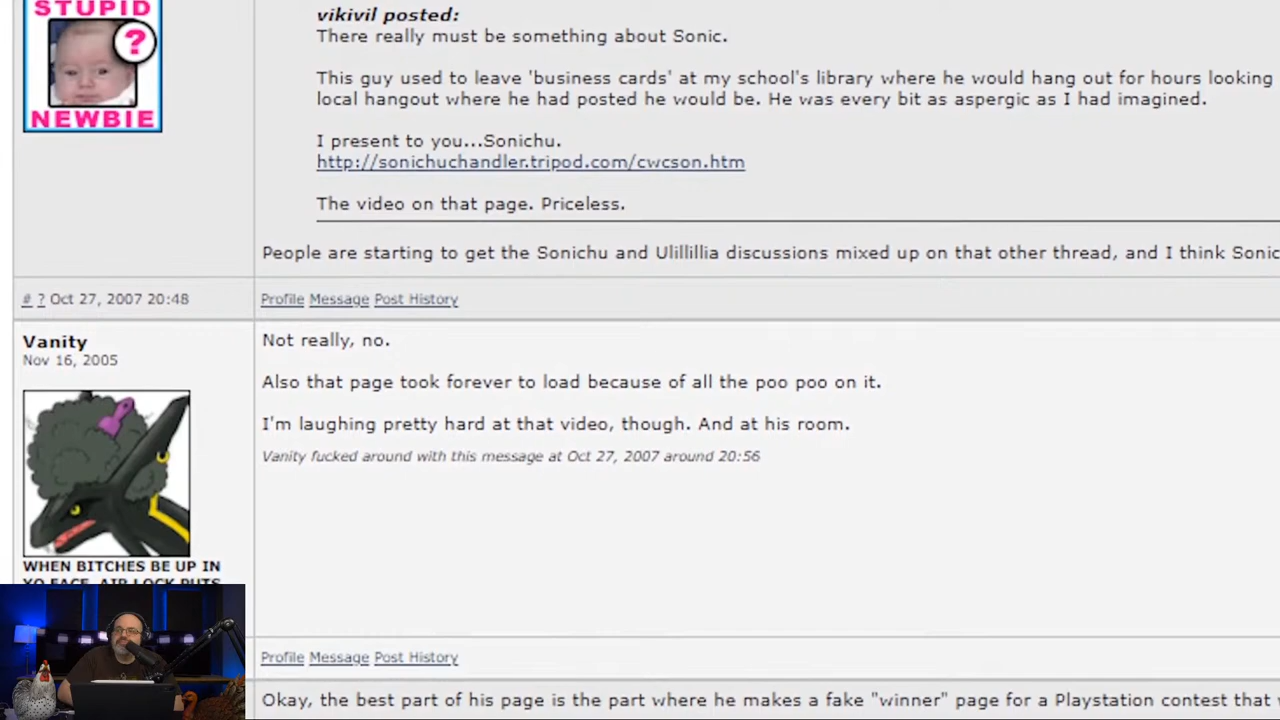 STUPID
?
NEWBIE
vikivil posted:
There really must be something about Sonic.
This guy used to leave 'business cards' at my school's library where he would hang out for hours looking
local hangout where he had posted he would be. He was every bit as aspergic as I had imagined.
I present to you...Sonichu.
http://sonichuchandler.tripod.com/cwcson.htm
The video on that page. Priceless.
People are starting to get the Sonichu and Ulillillia discussions mixed up on that other thread, and I think Sonic
# ? Oct 27, 2007 20:48
Profile Message Post History
Vanity
Nov 16, 2005
Not really, no.
Also that page took forever to load because of all the poo poo on it.
I'm laughing pretty hard at that video, though. And at his room.
Vanity fucked around with this message at Oct 27, 2007 around 20:56
WHEN BITCHES BE UP IN
YO FACE, AIR LOCK PUTS
Profile Message Post History
Okay, the best part of his page is the part where he makes a fake "winner" page for a Playstation contest that